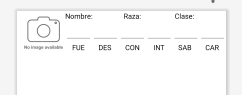 Nombre: Raza: Clase:
No image available
FUE DES CON INT SAB CAR